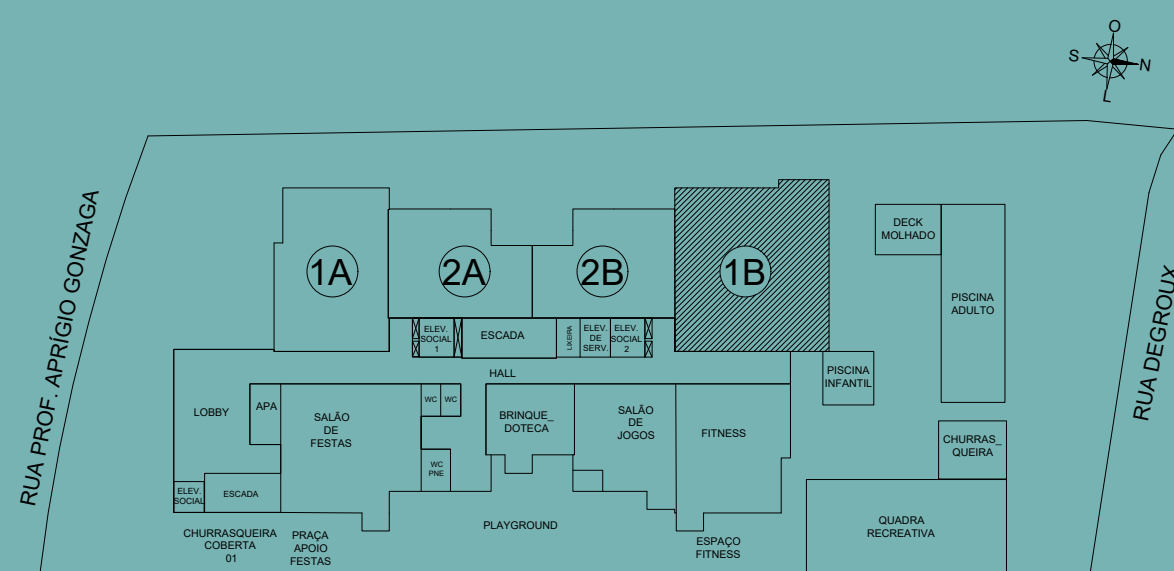 O
S
N
L
RUA PROF. APRÍGIO GONZAGA
RUA DEGROUX
1A
2A
2B
1B
DECK
MOLHADO
PISCINA
ADULTO
ELEV.
SOCIAL
1
ESCADA
LIXEIRA
ELEV.
DE
SERV.
ELEV.
SOCIAL
2
HALL
PISCINA
INFANTIL
LOBBY
APA
SALÃO
DE
FESTAS
WC
WC
WC
PNE
BRINQUE_
DOTECA
SALÃO
DE
JOGOS
FITNESS
CHURRAS_
QUEIRA
ELEV.
SOCIAL
ESCADA
CHURRASQUEIRA
COBERTA
01
PRAÇA
APOIO
FESTAS
PLAYGROUND
ESPAÇO
FITNESS
QUADRA
RECREATIVA